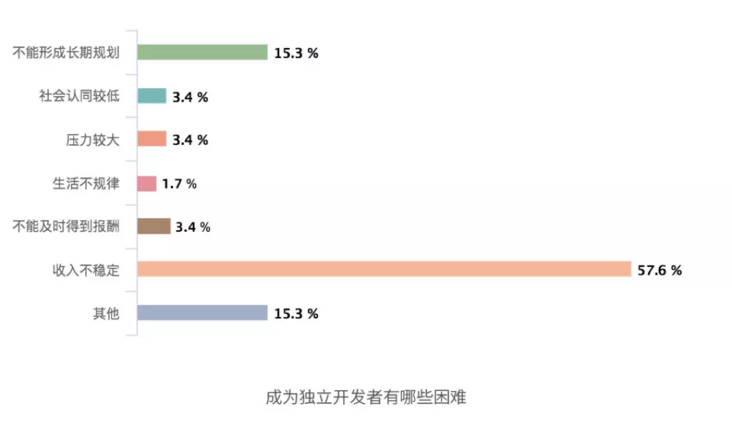 不能形成长期规划 15.3 %
社会认同较低 3.4 %
压力较大 3.4 %
生活不规律 1.7 %
不能及时得到报酬 3.4 %
收入不稳定 57.6 %
其他 15.3 %
成为独立开发者有哪些困难